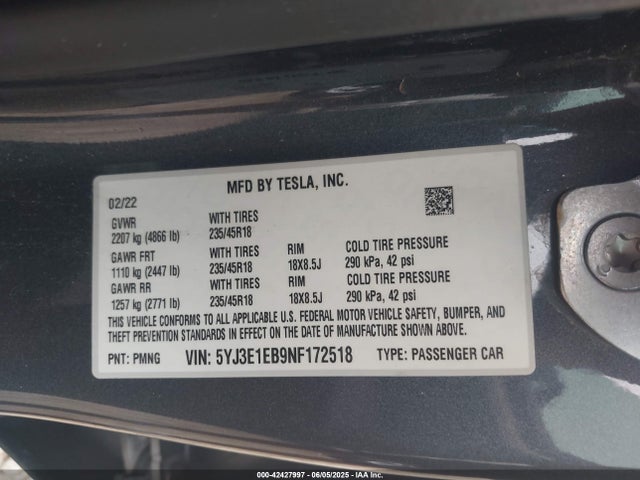 MFD BY TESLA, INC.
02/22
GVWR WITH TIRES
2207 kg (4866 lb) 235/45R18
GAWR FRT WITH TIRES RIM COLD TIRE PRESSURE
1110 kg (2447 lb) 235/45R18 18X8.5J 290 kPa, 42 psi
GAWR RR WITH TIRES RIM COLD TIRE PRESSURE
1257 kg (2771 lb) 235/45R18 18X8.5J 290 kPa, 42 psi
THIS VEHICLE CONFORMS TO ALL APPLICABLE U.S. FEDERAL MOTOR VEHICLE SAFETY, BUMPER, AND
THEFT PREVENTION STANDARDS IN EFFECT ON THE DATE OF MANUFACTURE SHOWN ABOVE.
PNT: PMNG VIN: 5YJ3E1EB9NF172518 TYPE: PASSENGER CAR
000-42427997 - 06/05/2025 - IAAI.COM